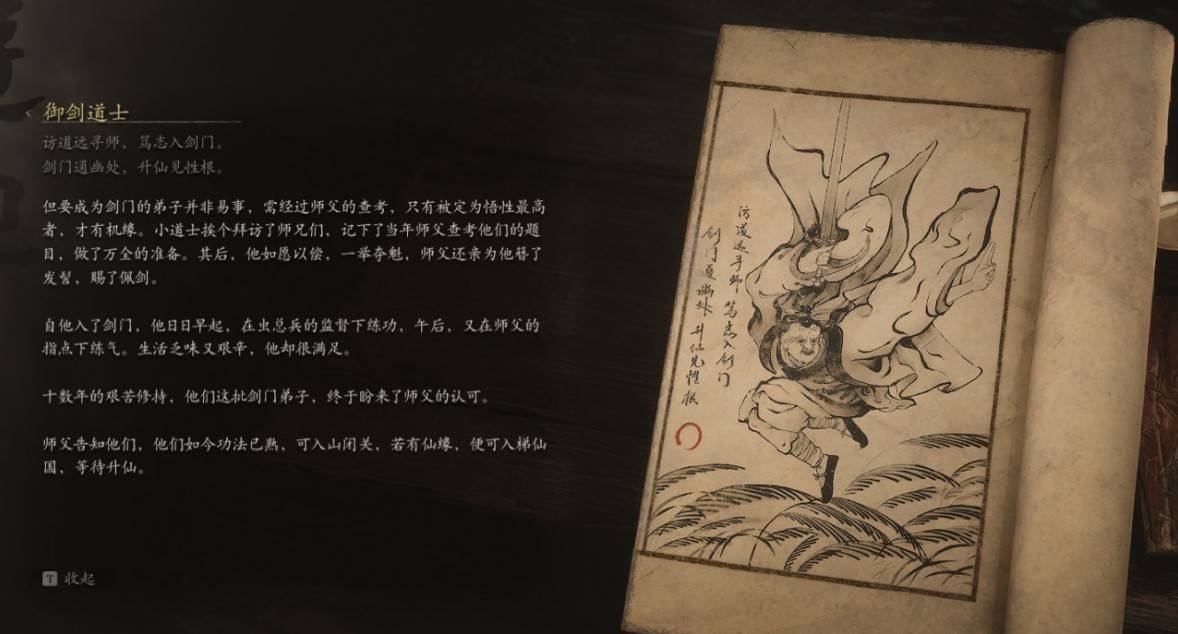 御剑道士
访道远寻师，笃志入剑门。
剑门通幽处，升仙见性根。
但要成为剑门的弟子并非易事，需经过师父的查考，只有被定为悟性最高
者，才有机缘。小道士挨个拜访了师兄们，记下了当年师父查考他们的题
目，做了万全的准备。其后，他如愿以偿，一举夺魁，师父还亲为他簪了
发髻，赐了佩剑。
自他入了剑门，他日日早起，在虫总兵的监督下练功，午后，又在师父的
指点下练气。生活乏味又艰辛，他却很满足。
十数年的艰苦修持，他们这批剑门弟子，终于盼来了师父的认可。
师父告知他们，他们如今功法已熟，可入山闭关，若有仙缘，便可入梯仙
国，等待升仙。
T 收起
访道远寻师 笃志入剑门
剑门通幽处 升仙见性根